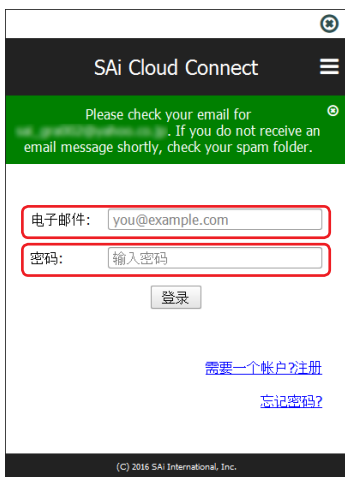 SAi Cloud Connect
Please check your email for
. If you do not receive an
email message shortly, check your spam folder.
电子邮件: you@example.com
密码: 输入密码
登录
需要一个帐户?注册
忘记密码?
(C) 2016 SAi International, Inc.